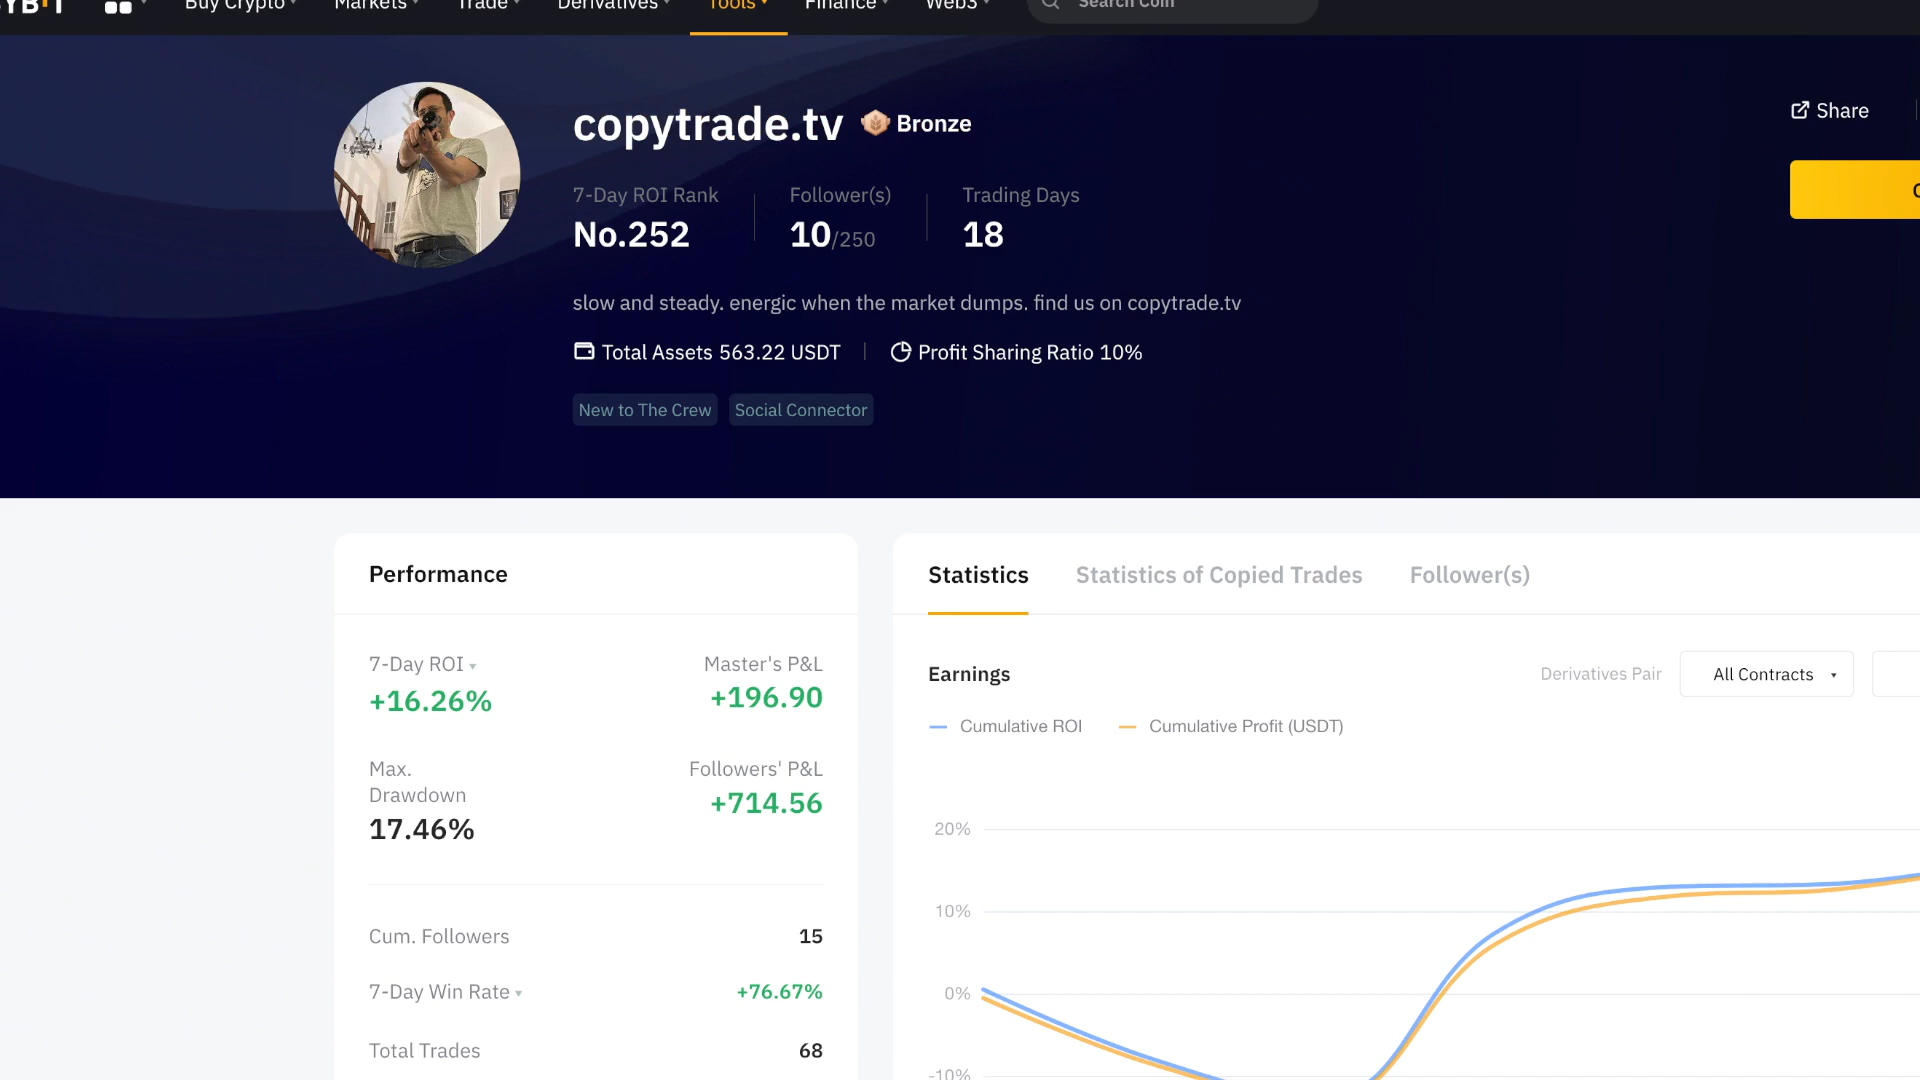 BYBIT Buy Crypto Markets Trade Derivatives Tools Finance Web3 Search Coin
copytrade.tv Bronze
Share
7-Day ROI Rank Follower(s) Trading Days
No.252 10/250 18
slow and steady. energic when the market dumps. find us on copytrade.tv
Total Assets 563.22 USDT Profit Sharing Ratio 10%
New to The Crew Social Connector
Performance
7-Day ROI Master's P&L
+16.26% +196.90
Max. Followers' P&L
Drawdown +714.56
17.46%
Cum. Followers 15
7-Day Win Rate +76.67%
Total Trades 68
Statistics Statistics of Copied Trades Follower(s)
Earnings Derivatives Pair All Contracts
Cumulative ROI Cumulative Profit (USDT)
20%
10%
0%
-10%